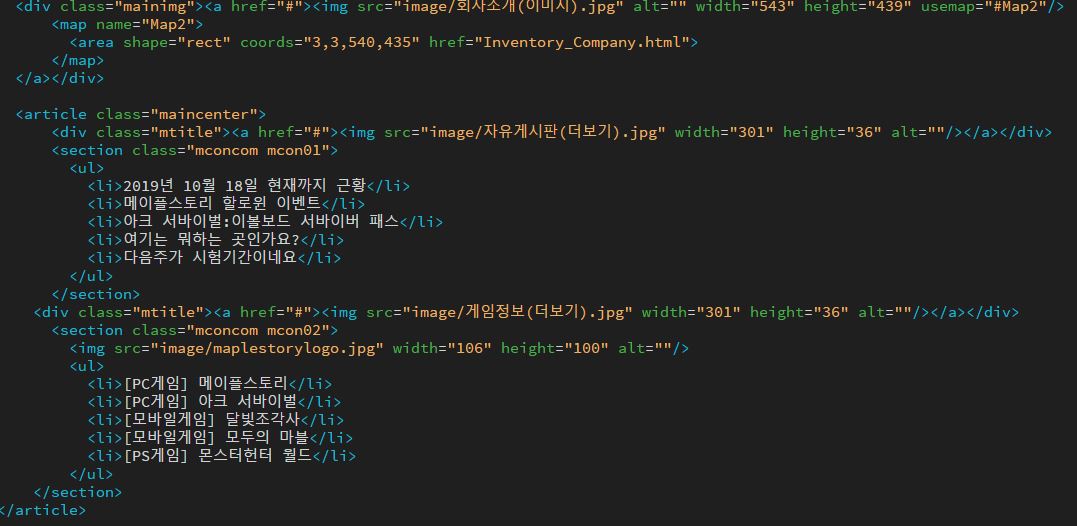 <div class="mainimg"><a href="#"><img src="image/회사소개(이미지).jpg" alt="" width="543" height="439" usemap="#Map2"/>
<map name="Map2">
<area shape="rect" coords="3,3,540,435" href="Inventory_Company.html">
</map>
</a></div>
<article class="maincenter">
<div class="mtitle"><a href="#"><img src="image/자유게시판(더보기).jpg" width="301" height="36" alt=""/></a></div>
<section class="mconcom mcon01">
<ul>
<li>2019년 10월 18일 현재까지 근황</li>
<li>메이플스토리 할로윈 이벤트</li>
<li>아크 서바이벌:이볼보드 서바이버 패스</li>
<li>여기는 뭐하는 곳인가요?</li>
<li>다음주가 시험기간이네요</li>
</ul>
</section>
<div class="mtitle"><a href="#"><img src="image/게임정보(더보기).jpg" width="301" height="36" alt=""/></a></div>
<section class="mconcom mcon02">
<img src="image/maplestorylogo.jpg" width="106" height="100" alt=""/>
<ul>
<li>[PC게임] 메이플스토리</li>
<li>[PC게임] 아크 서바이벌</li>
<li>[모바일게임] 달빛조각사</li>
<li>[모바일게임] 모두의 마블</li>
<li>[PS게임] 몬스터헌터 월드</li>
</ul>
</section>
</article>